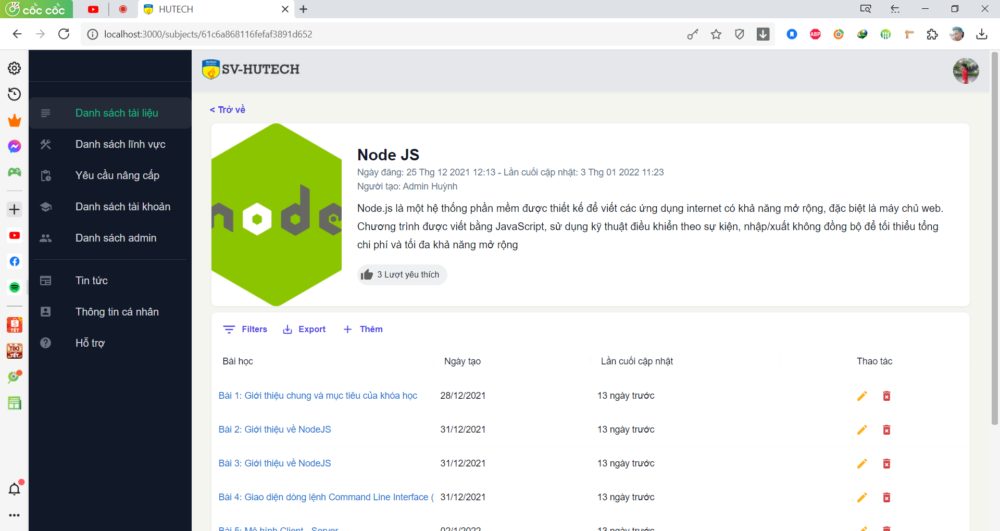 cốc cốc
HUTECH
localhost:3000/subjects/61c6a868116fefaf3891d652
ABP
SV-HUTECH
Danh sách tài liệu
Danh sách lĩnh vực
Yêu cầu nâng cấp
Danh sách tài khoản
Danh sách admin
Tin tức
Thông tin cá nhân
Hỗ trợ
TẾT
TIKI
TẾT
< Trở về
node
Node JS
Ngày đăng: 25 Thg 12 2021 12:13 - Lần cuối cập nhật: 3 Thg 01 2022 11:23
Người tạo: Admin Huỳnh
Node.js là một hệ thống phần mềm được thiết kế để viết các ứng dụng internet có khả năng mở rộng, đặc biệt là máy chủ web.
Chương trình được viết bằng JavaScript, sử dụng kỹ thuật điều khiển theo sự kiện, nhập/xuất không đồng bộ để tối thiểu tổng
chi phí và tối đa khả năng mở rộng
3 Lượt yêu thích
Filters Export Thêm
Bài học Ngày tạo Lần cuối cập nhật Thao tác
Bài 1: Giới thiệu chung và mục tiêu của khóa học 28/12/2021 13 ngày trước
Bài 2: Giới thiệu về NodeJS 31/12/2021 13 ngày trước
Bài 3: Giới thiệu về NodeJS 31/12/2021 13 ngày trước
Bài 4: Giao diện dòng lệnh Command Line Interface ( 31/12/2021 13 ngày trước
Bài 5: Mô hình Client - Server 02/1/2022 13 ngày trước